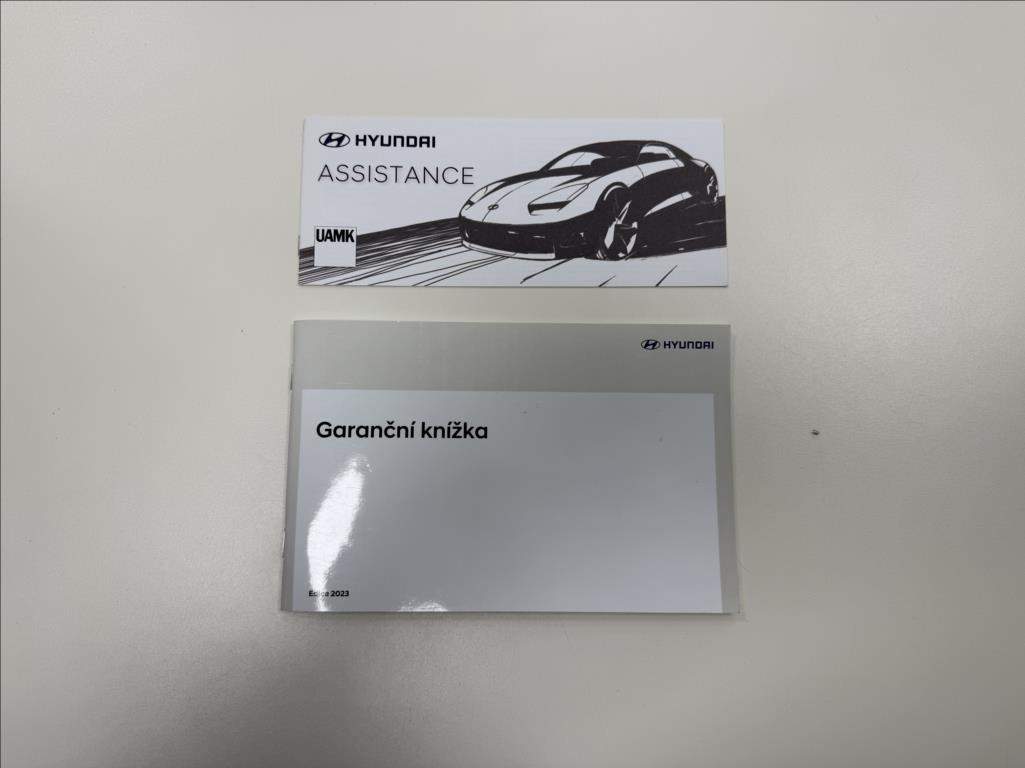 HYUNDAI
ASSISTANCE
UAMK
HYUNDAI
Garanční knížka
Edice 2023